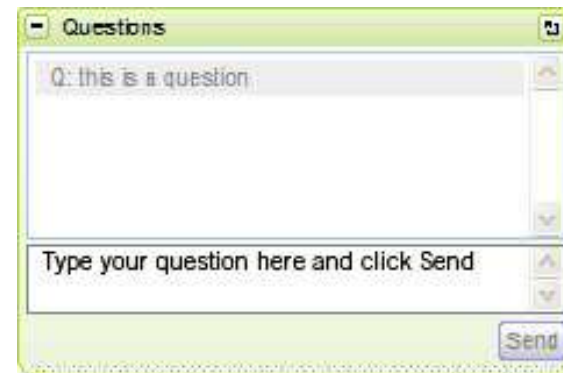 Questions
Q: this is a question
Type your question here and click Send
Send